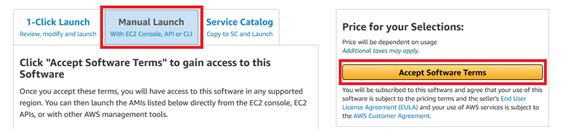 1-Click Launch
Review, modify and launch
Manual Launch
With EC2 Console, API or CLI
Service Catalog
Copy to SC and Launch
Click "Accept Software Terms" to gain access to this
Software
Once you accept these terms, you will have access to this software in any supported
region. You can then launch the AMIs listed below directly from the EC2 console, EC2
APIs, or with other AWS management tools.
Price for your Selections:
Price will be dependent on usage
Additional taxes may apply.
Accept Software Terms
You will be subscribed to this software and agree that your use of this
software is subject to the pricing terms and the seller's End User
License Agreement (EULA) and your use of AWS services is subject to
the AWS Customer Agreement.